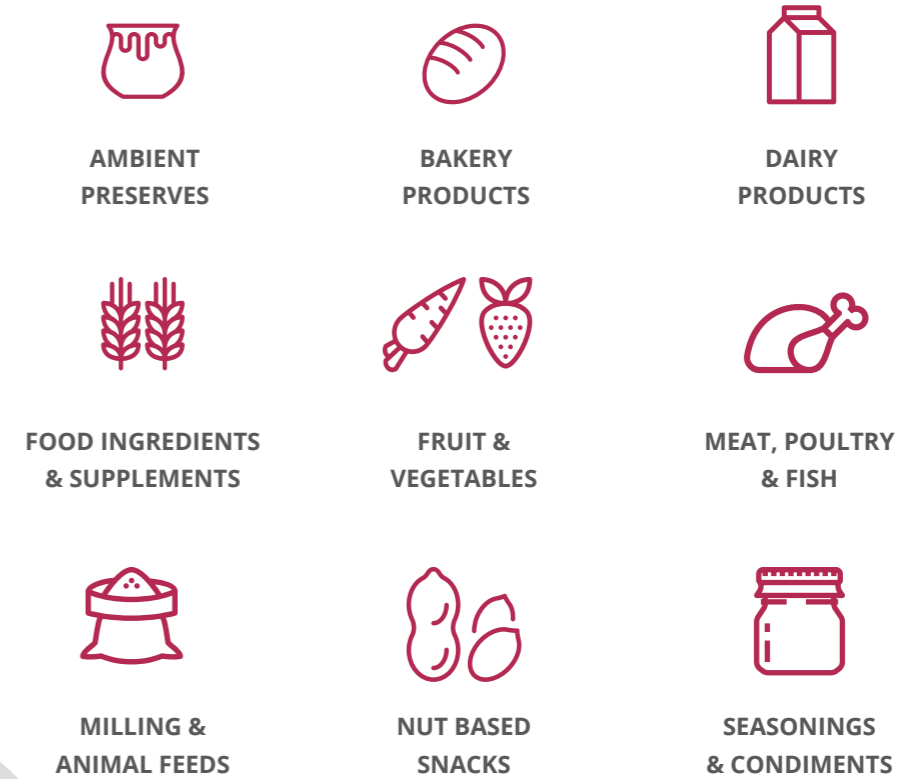 AMBIENT
PRESERVES
BAKERY
PRODUCTS
DAIRY
PRODUCTS
FOOD INGREDIENTS
& SUPPLEMENTS
FRUIT &
VEGETABLES
MEAT, POULTRY
& FISH
MILLING &
ANIMAL FEEDS
NUT BASED
SNACKS
SEASONINGS
& CONDIMENTS